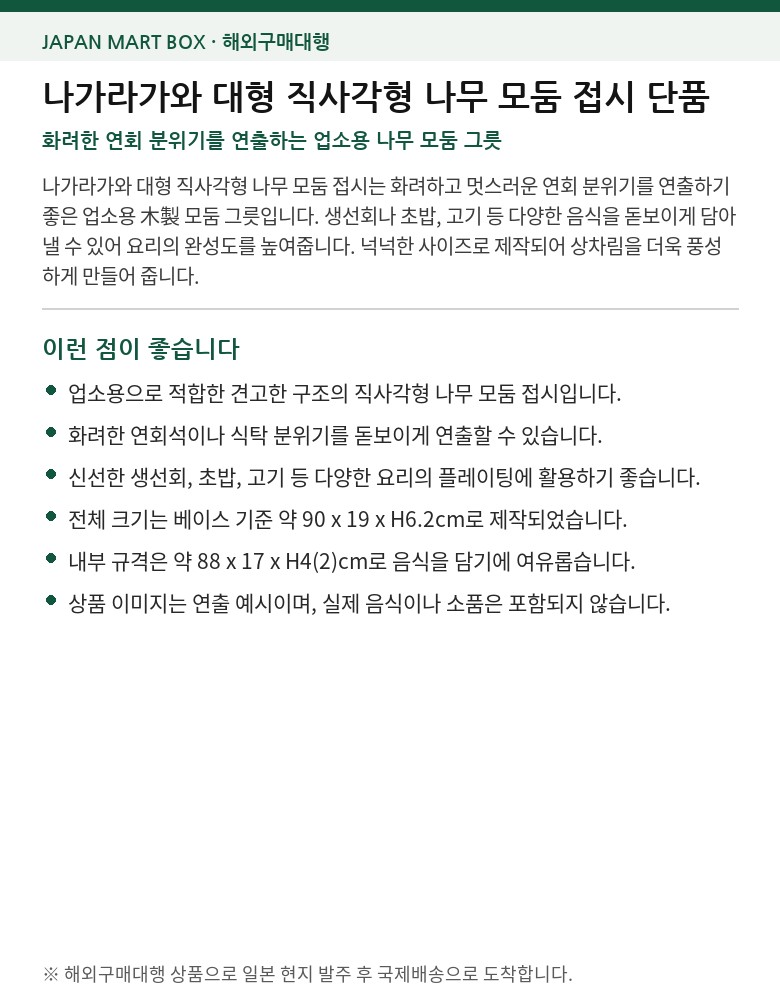 JAPAN MART BOX · 해외구매대행
나가라가와 대형 직사각형 나무 모둠 접시 단품
화려한 연회 분위기를 연출하는 업소용 나무 모둠 그릇
나가라가와 대형 직사각형 나무 모둠 접시는 화려하고 멋스러운 연회 분위기를 연출하기
좋은 업소용 木製 모둠 그릇입니다. 생선회나 초밥, 고기 등 다양한 음식을 돋보이게 담아
낼 수 있어 요리의 완성도를 높여줍니다. 넉넉한 사이즈로 제작되어 상차림을 더욱 풍성
하게 만들어 줍니다.
이런 점이 좋습니다
● 업소용으로 적합한 견고한 구조의 직사각형 나무 모둠 접시입니다.
● 화려한 연회석이나 식탁 분위기를 돋보이게 연출할 수 있습니다.
● 신선한 생선회, 초밥, 고기 등 다양한 요리의 플레이팅에 활용하기 좋습니다.
● 전체 크기는 베이스 기준 약 90 x 19 x H6.2cm로 제작되었습니다.
● 내부 규격은 약 88 x 17 x H4(2)cm로 음식을 담기에 여유롭습니다.
● 상품 이미지는 연출 예시이며, 실제 음식이나 소품은 포함되지 않습니다.
※ 해외구매대행 상품으로 일본 현지 발주 후 국제배송으로 도착합니다.